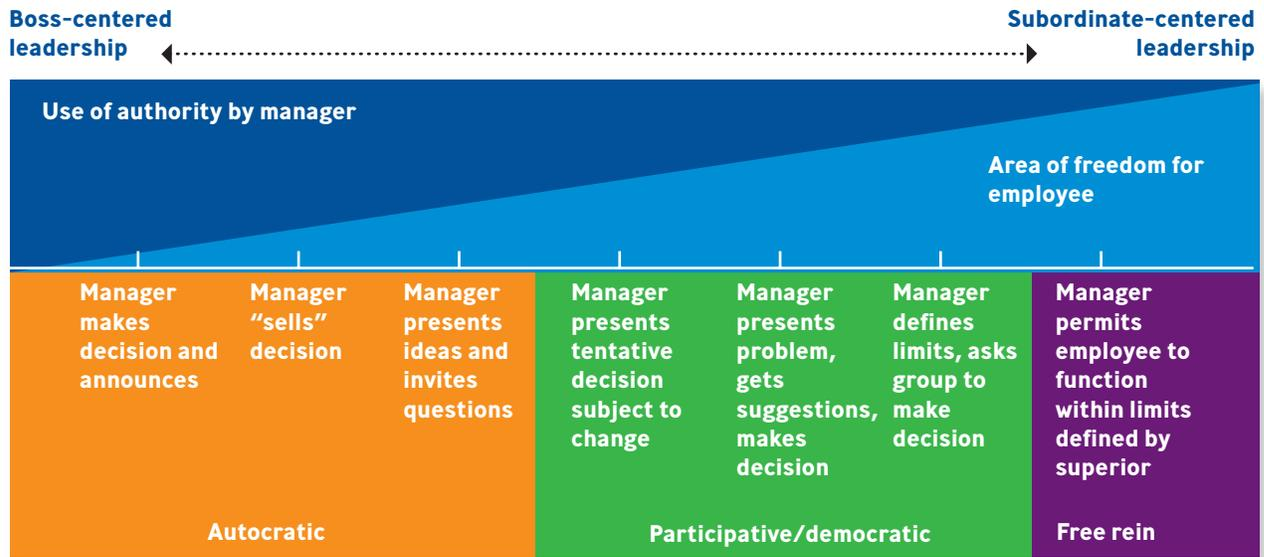 Boss-centered
leadership
Subordinate-centered
leadership
Use of authority by manager
Area of freedom for
employee
Manager
makes
decision and
announces
Manager
“sells”
decision
Manager
presents
ideas and
invites
questions
Manager
presents
tentative
decision
subject to
change
Manager
presents
problem,
gets
suggestions,
makes
decision
Manager
defines
limits, asks
group to
make
decision
Manager
permits
employee to
function
within limits
defined by
superior
Autocratic
Participative/democratic
Free rein